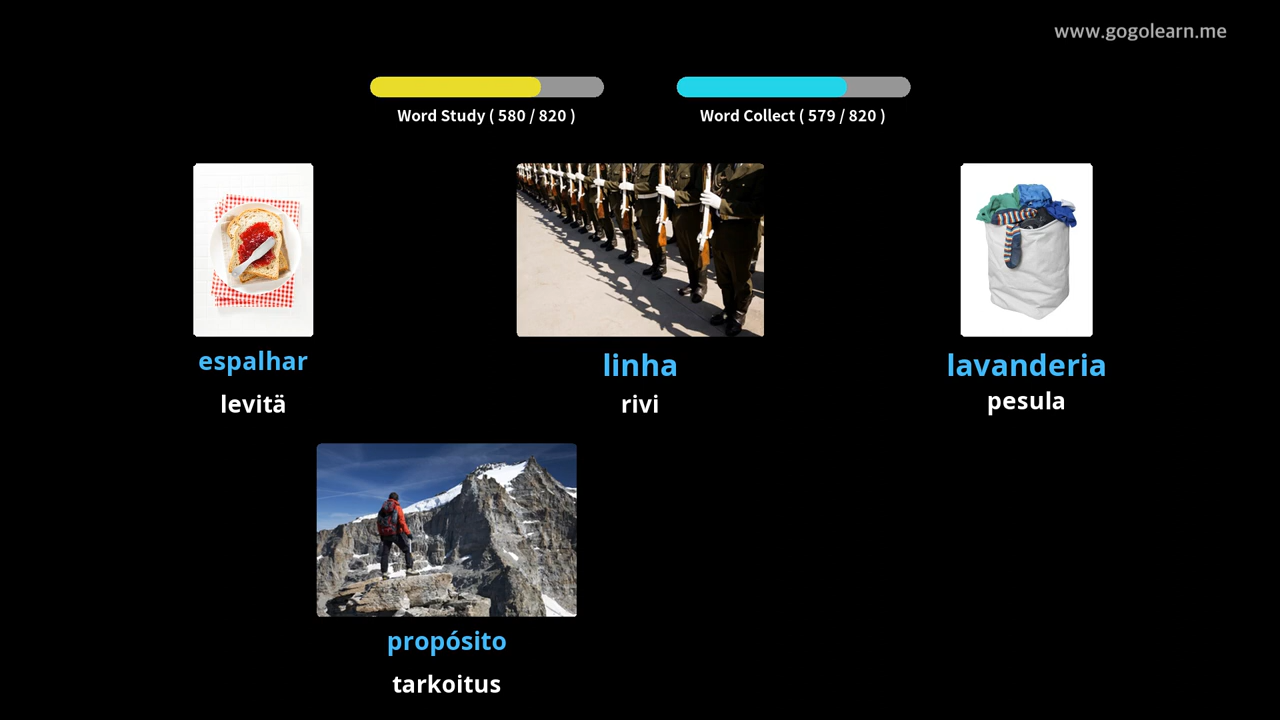 www.gogolearn.me
Word Study ( 580 / 820 )
Word Collect ( 579 / 820 )
espalhar
levitä
linha
rivi
lavanderia
pesula
propósito
tarkoitus